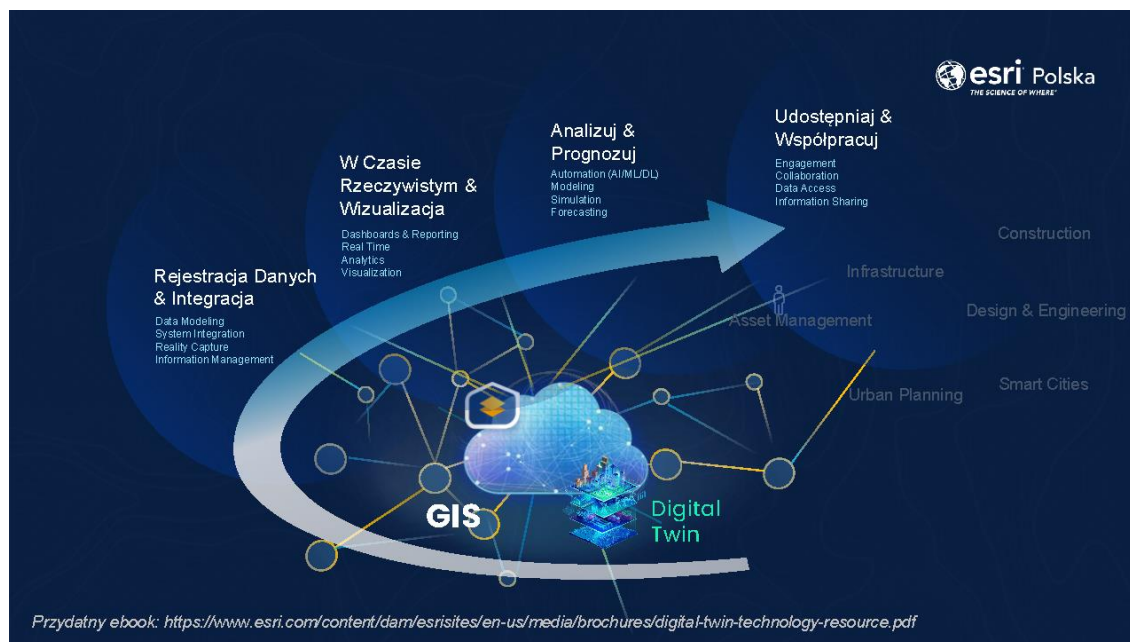 esri Polska
THE SCIENCE OF WHERE®
Udostępniaj &
Współpracuj
Engagement
Collaboration
Data Access
Information Sharing
Analizuj &
Prognozuj
Automation (AI/ML/DL)
Modeling
Simulation
Forecasting
W Czasie
Rzeczywistym &
Wizualizacja
Dashboards & Reporting
Real Time
Analytics
Visualization
Rejestracja Danych
& Integracja
Data Modeling
System Integration
Reality Capture
Information Management
Construction
Infrastructure
Design & Engineering
Asset Management
Smart Cities
Urban Planning
GIS
Digital
Twin
Przydatny ebook: https://www.esri.com/content/dam/esrisites/en-us/media/brochures/digital-twin-technology-resource.pdf